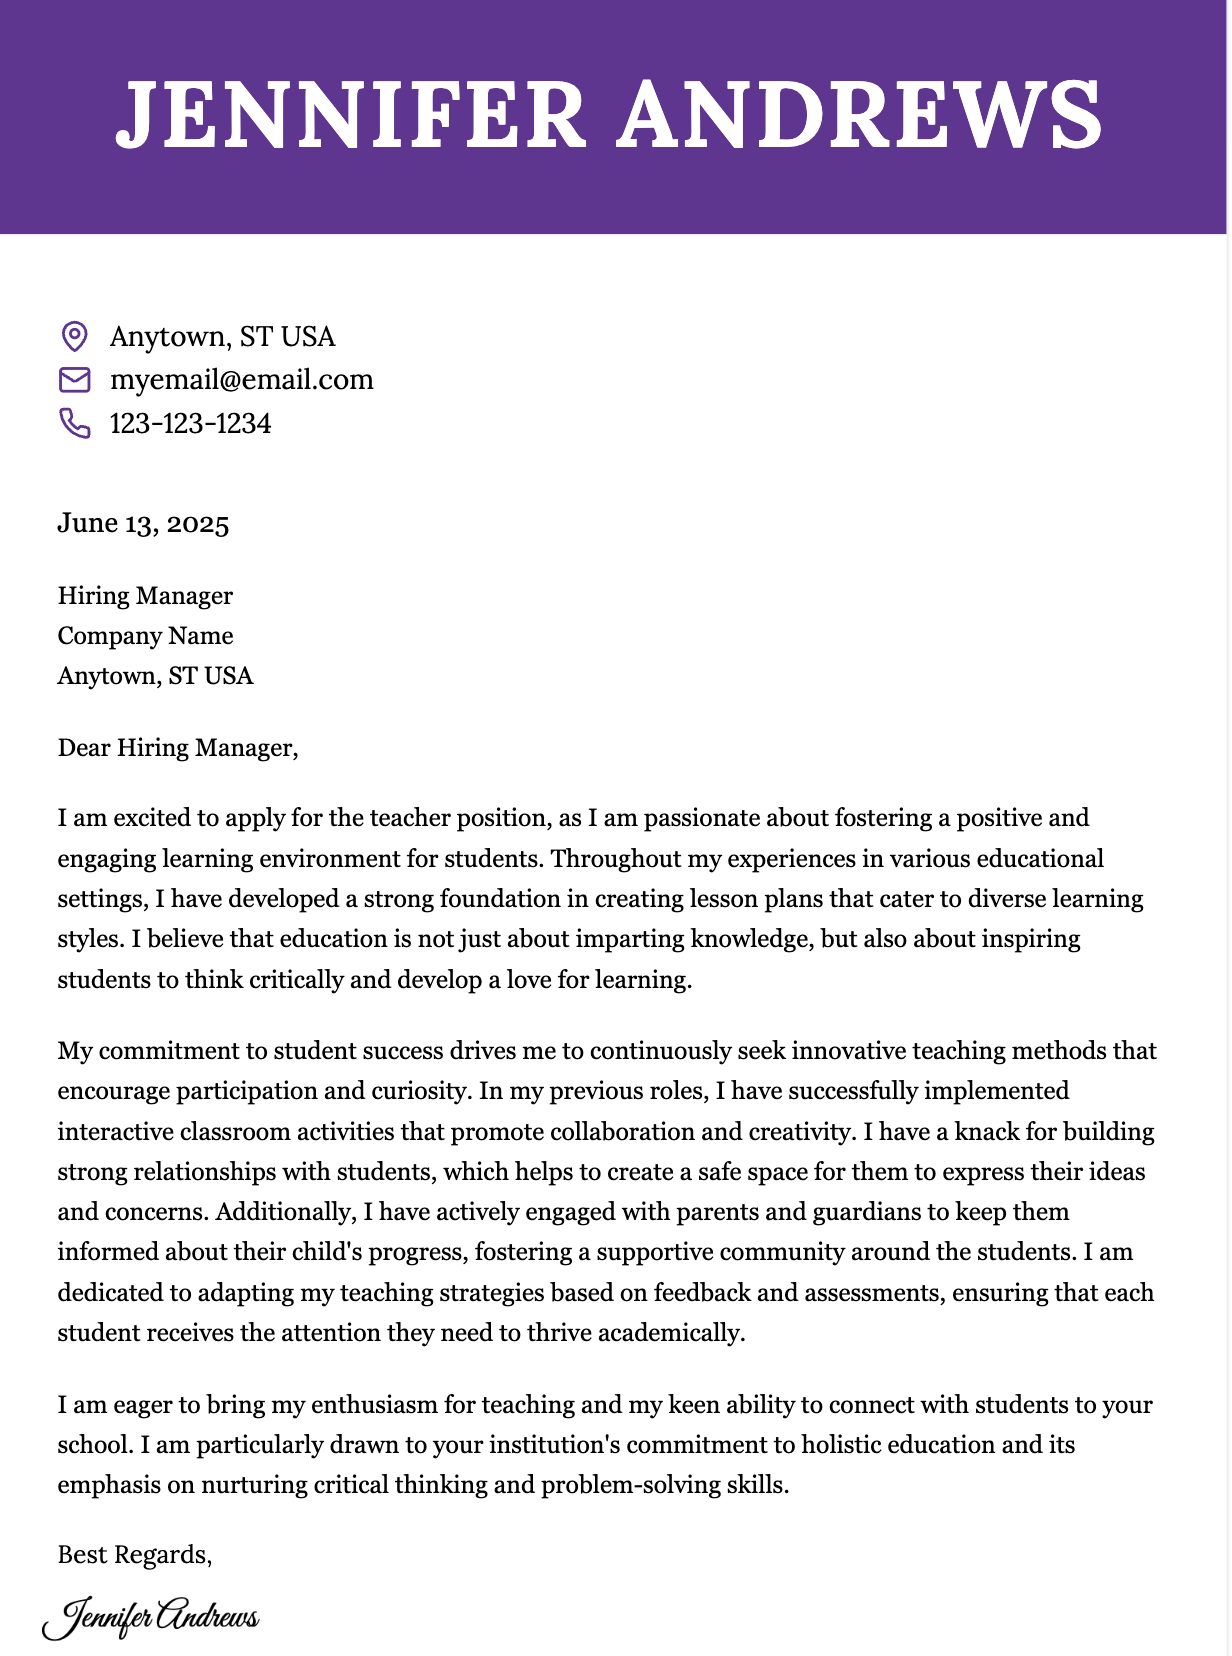 JENNIFER ANDREWS
Anytown, ST USA
myemail@email.com
123-123-1234
June 13, 2025
Hiring Manager
Company Name
Anytown, ST USA
Dear Hiring Manager,
I am excited to apply for the teacher position, as I am passionate about fostering a positive and
engaging learning environment for students. Throughout my experiences in various educational
settings, I have developed a strong foundation in creating lesson plans that cater to diverse learning
styles. I believe that education is not just about imparting knowledge, but also about inspiring
students to think critically and develop a love for learning.
My commitment to student success drives me to continuously seek innovative teaching methods that
encourage participation and curiosity. In my previous roles, I have successfully implemented
interactive classroom activities that promote collaboration and creativity. I have a knack for building
strong relationships with students, which helps to create a safe space for them to express their ideas
and concerns. Additionally, I have actively engaged with parents and guardians to keep them
informed about their child's progress, fostering a supportive community around the students. I am
dedicated to adapting my teaching strategies based on feedback and assessments, ensuring that each
student receives the attention they need to thrive academically.
I am eager to bring my enthusiasm for teaching and my keen ability to connect with students to your
school. I am particularly drawn to your institution's commitment to holistic education and its
emphasis on nurturing critical thinking and problem-solving skills.
Best Regards,
Jennifer Andrews